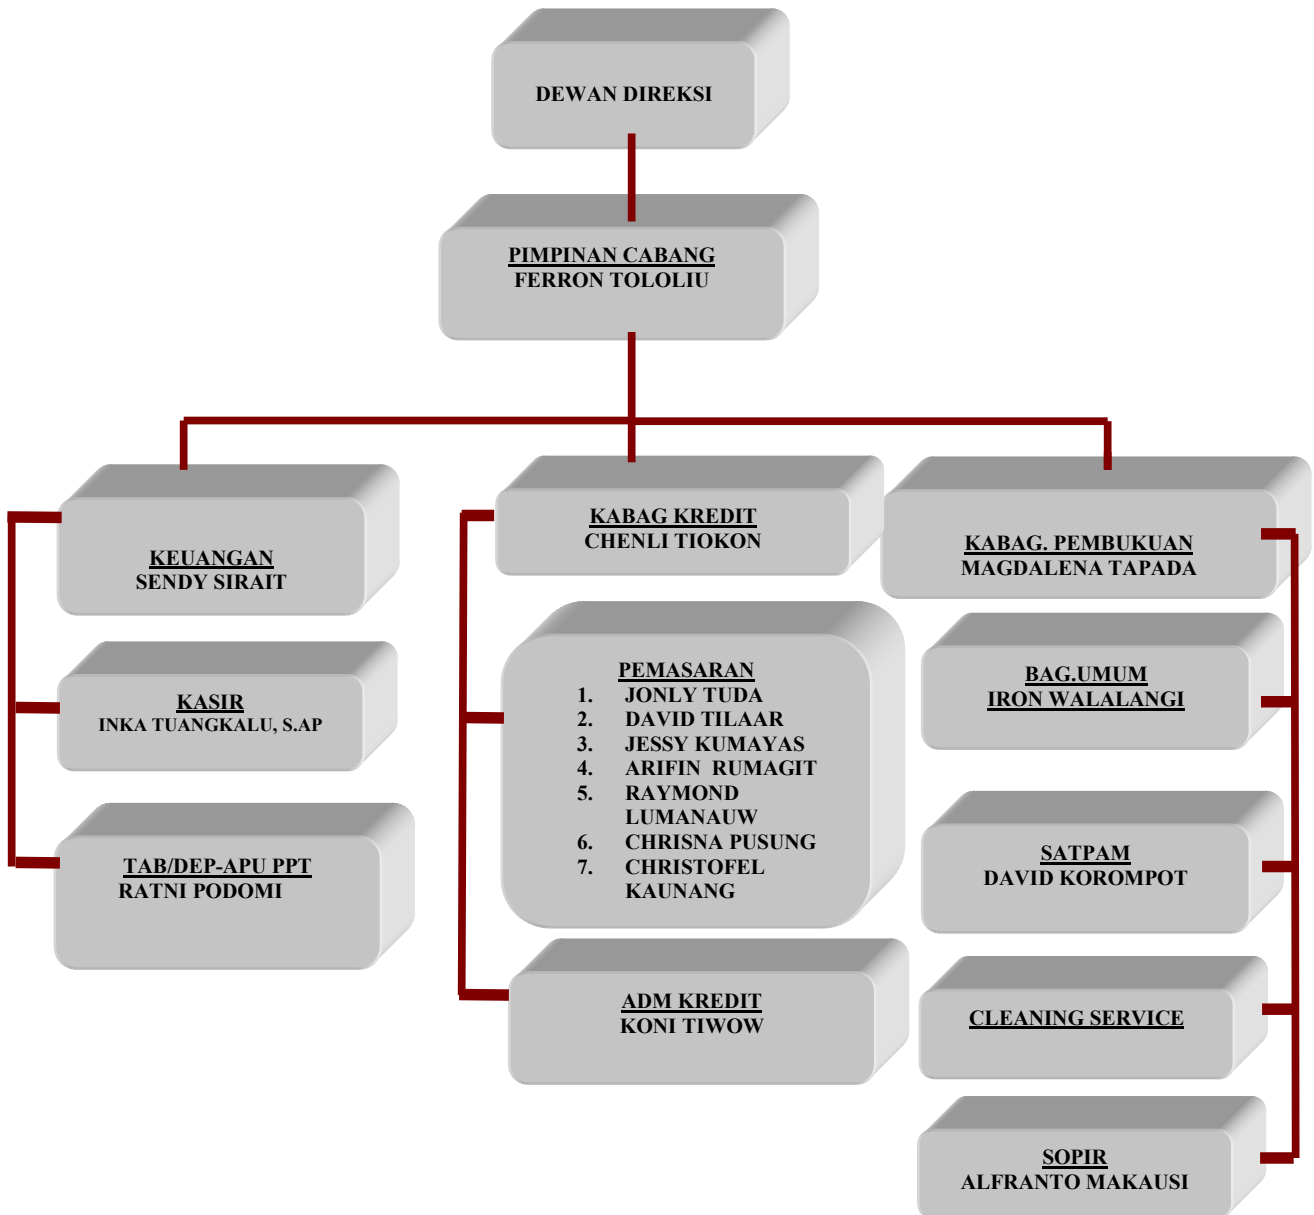 DEWAN DIREKSI
PIMPINAN CABANG
FERRON TOLOLIU
KEUANGAN
SENDY SIRAIT
KASIR
INKA TUANGKALU, S.AP
TAB/DEP-APU PPT
RATNI PODOMI
KABAG KREDIT
CHENLI TIOKON
PEMASARAN
1. JONLY TUDA
2. DAVID TILAAR
3. JESSY KUMAYAS
4. ARIFIN RUMAGIT
5. RAYMOND
LUMANAUW
6. CHRISNA PUSUNG
7. CHRISTOFEL
KAUNANG
ADM KREDIT
KONI TIWOW
KABAG. PEMBUKUAN
MAGDALENA TAPADA
BAG.UMUM
IRON WALALANGI
SATPAM
DAVID KOROMPOT
CLEANING SERVICE
SOPIR
ALFRANTO MAKAUSI